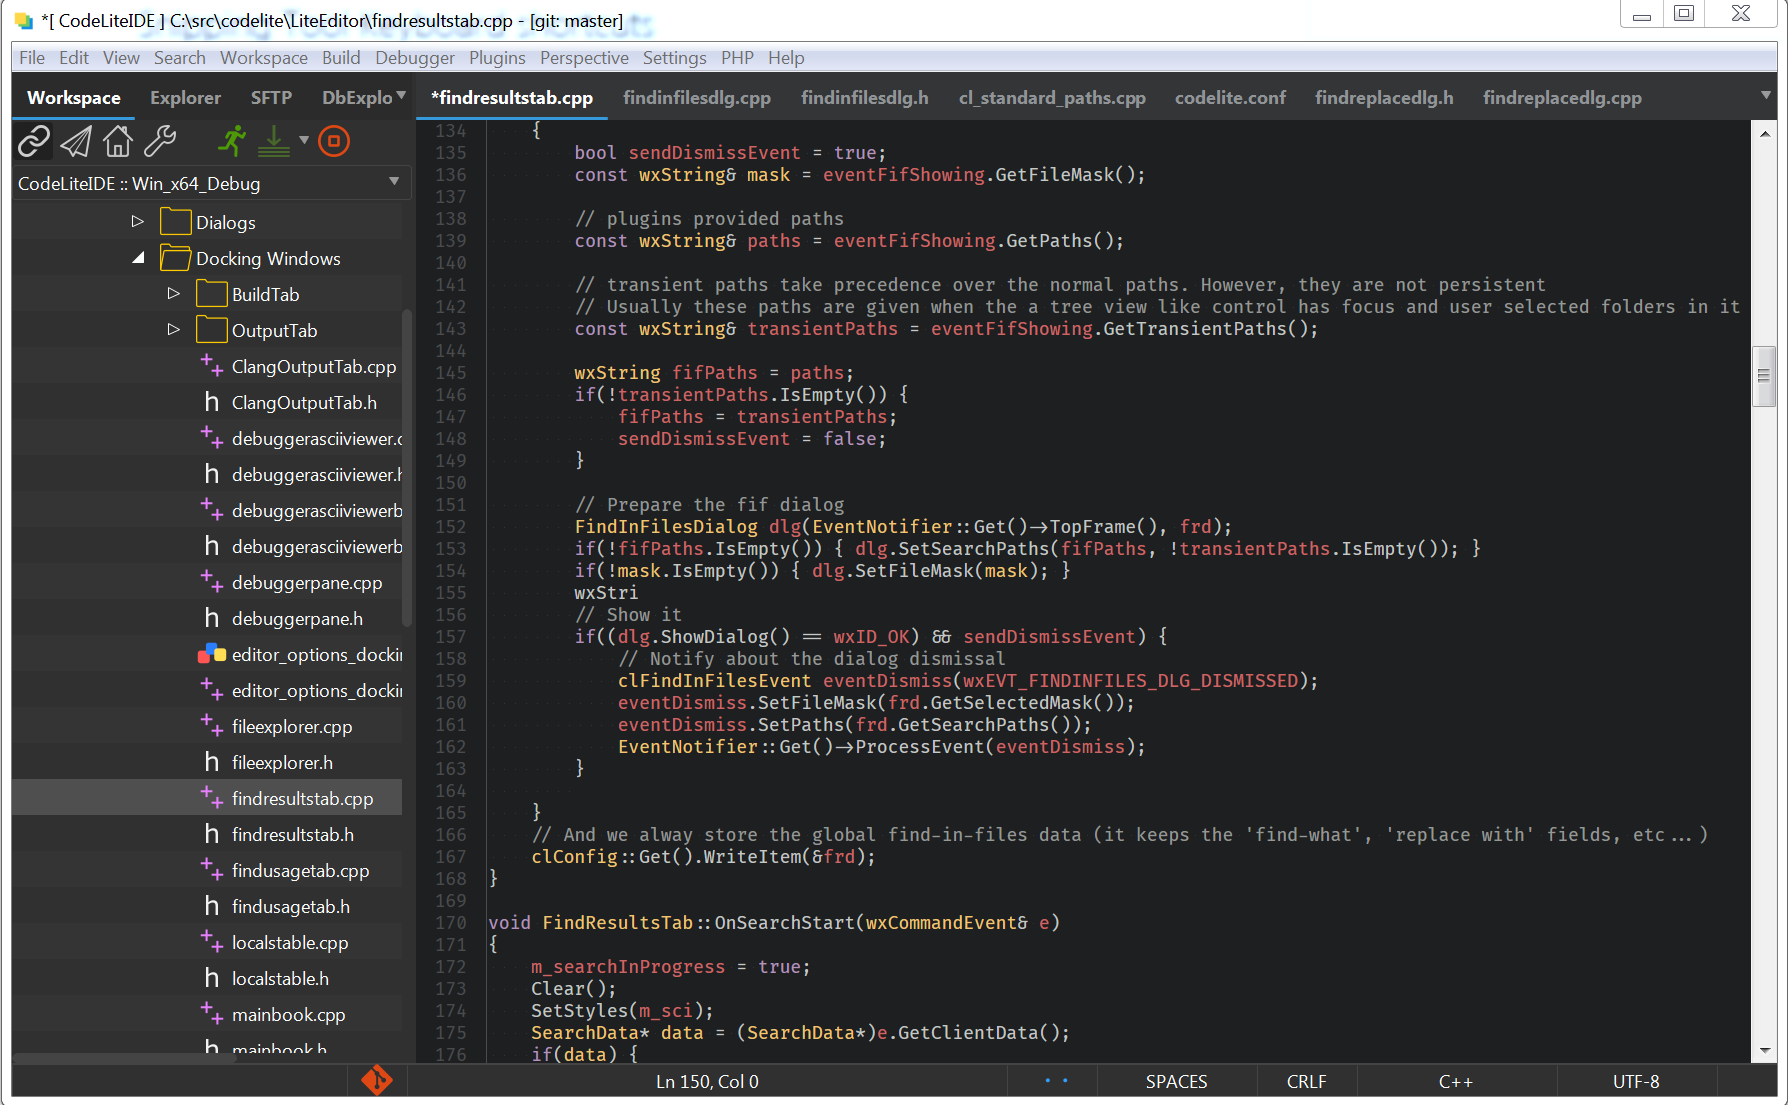 *[ CodeLiteIDE ] C:\src\codelite\LiteEditor\findresultstab.cpp - [git: master]
File Edit View Search Workspace Build Debugger Plugins Perspective Settings PHP Help
Workspace Explorer SFTP DbExplo
*findresultstab.cpp findinfilesdlg.cpp findinfilesdlg.h cl_standard_paths.cpp codelite.conf findreplacedlg.h findreplacedlg.cpp
CodeLiteIDE :: Win_x64_Debug
Dialogs
Docking Windows
BuildTab
OutputTab
ClangOutputTab.cpp
h ClangOutputTab.h
debuggerasciiviewer.c
h debuggerasciiviewer.h
debuggerasciiviewerb
h debuggerasciiviewerb
debuggerpane.cpp
h debuggerpane.h
editor_options_dockin
editor_options_dockin
fileexplorer.cpp
h fileexplorer.h
findresultstab.cpp
h findresultstab.h
findusagetab.cpp
h findusagetab.h
localstable.cpp
h localstable.h
mainbook.cpp
h mainbook.h
134 {
135 bool sendDismissEvent = true;
136 const wxString& mask = eventFifShowing.GetFileMask();
137
138 // plugins provided paths
139 const wxString& paths = eventFifShowing.GetPaths();
140
141 // transient paths take precedence over the normal paths. However, they are not persistent
142 // Usually these paths are given when the a tree view like control has focus and user selected folders in it
143 const wxString& transientPaths = eventFifShowing.GetTransientPaths();
144
145 wxString fifPaths = paths;
146 if(!transientPaths.IsEmpty()) {
147 fifPaths = transientPaths;
148 sendDismissEvent = false;
149 }
150
151 // Prepare the fif dialog
152 FindInFilesDialog dlg(EventNotifier::Get()->TopFrame(), frd);
153 if(!fifPaths.IsEmpty()) { dlg.SetSearchPaths(fifPaths, !transientPaths.IsEmpty()); }
154 if(!mask.IsEmpty()) { dlg.SetFileMask(mask); }
155 wxStri
156 // Show it
157 if((dlg.ShowDialog() == wxID_OK) && sendDismissEvent) {
158 // Notify about the dialog dismissal
159 clFindInFilesEvent eventDismiss(wxEVT_FINDINFILES_DLG_DISMISSED);
160 eventDismiss.SetFileMask(frd.GetSelectedMask());
161 eventDismiss.SetPaths(frd.GetSearchPaths());
162 EventNotifier::Get()->ProcessEvent(eventDismiss);
163 }
164
165 }
166 // And we alway store the global find-in-files data (it keeps the 'find-what', 'replace with' fields, etc...)
167 clConfig::Get().WriteItem(&frd);
168 }
169
170 void FindResultsTab::OnSearchStart(wxCommandEvent& e)
171 {
172 m_searchInProgress = true;
173 Clear();
174 SetStyles(m_sci);
175 SearchData* data = (SearchData*)e.GetClientData();
176 if(data) {
Ln 150, Col 0 SPACES CRLF C++ UTF-8